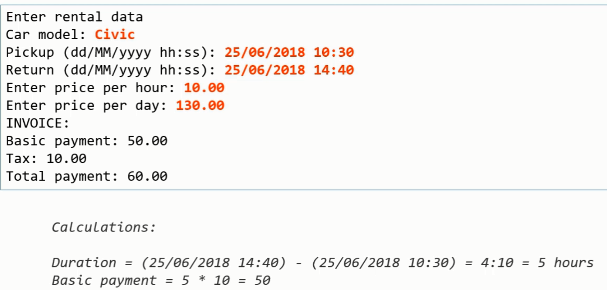 Enter rental data
Car model: Civic
Pickup (dd/MM/yyyy hh:ss): 25/06/2018 10:30
Return (dd/MM/yyyy hh:ss): 25/06/2018 14:40
Enter price per hour: 10.00
Enter price per day: 130.00
INVOICE:
Basic payment: 50.00
Tax: 10.00
Total payment: 60.00
Calculations:
Duration = (25/06/2018 14:40) - (25/06/2018 10:30) = 4:10 = 5 hours
Basic payment = 5 * 10 = 50